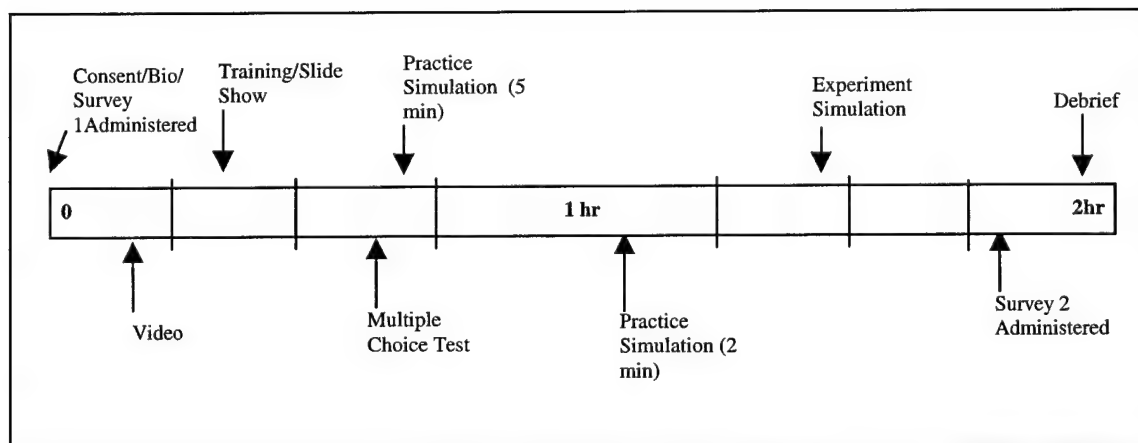 Consent/Bio/
Survey
1Administered
Training/Slide
Show
Practice
Simulation (5
min)
Experiment
Simulation
Debrief
0
1 hr
2hr
Video
Multiple
Choice Test
Practice
Simulation (2
min)
Survey 2
Administered